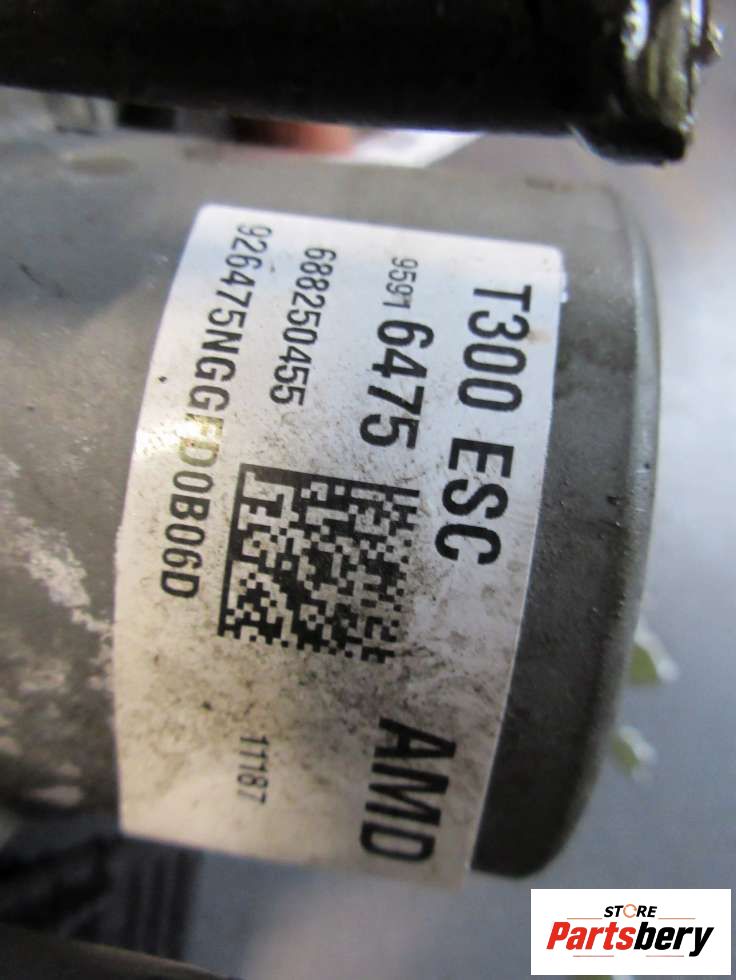 T300 ESC
9591 6475
688250455
926475NGGFD0B06D
AMD
11187
STORE
Partsbery